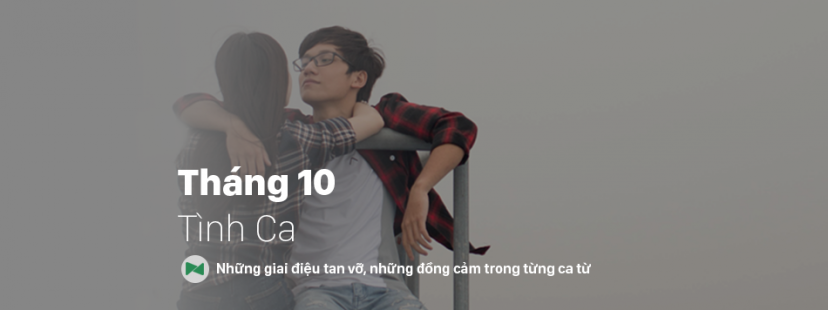 Tháng 10
Tình Ca
Những giai điệu tan vỡ, những đồng cảm trong từng ca từ